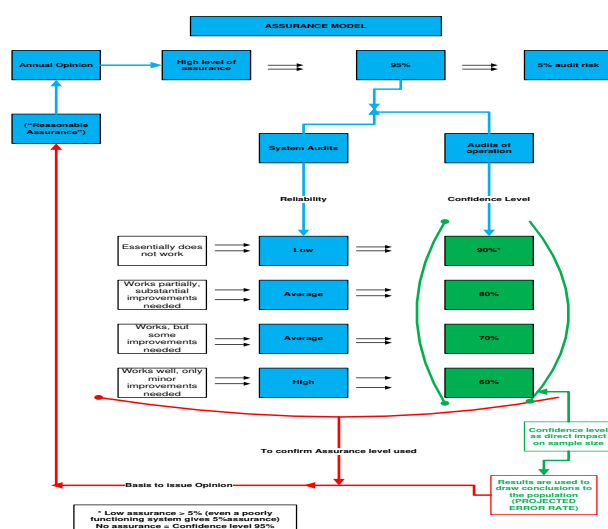 ASSURANCE MODEL
Annual Opinion
High level of
assurance
95%
5% audit risk
("Reasonable
Assurance")
System Audits
Audits of
operation
Reliability
Confidence Level
Essentially does
not work
Low
90%*
Works partially,
substantial
improvements
needed
Average
80%
Works, but
some
improvements
needed
Average
70%
Works well, only
minor
improvements
needed
High
60%
Confidence level
as direct impact
on sample size
To confirm Assurance level used
Results are used to
draw conclusions to
the population
(PROJECTED
ERROR RATE)
Basis to issue Opinion
* Low assurance > 5% (even a poorly
functioning system gives 5%assurance)
No assurance = Confidence level 95%